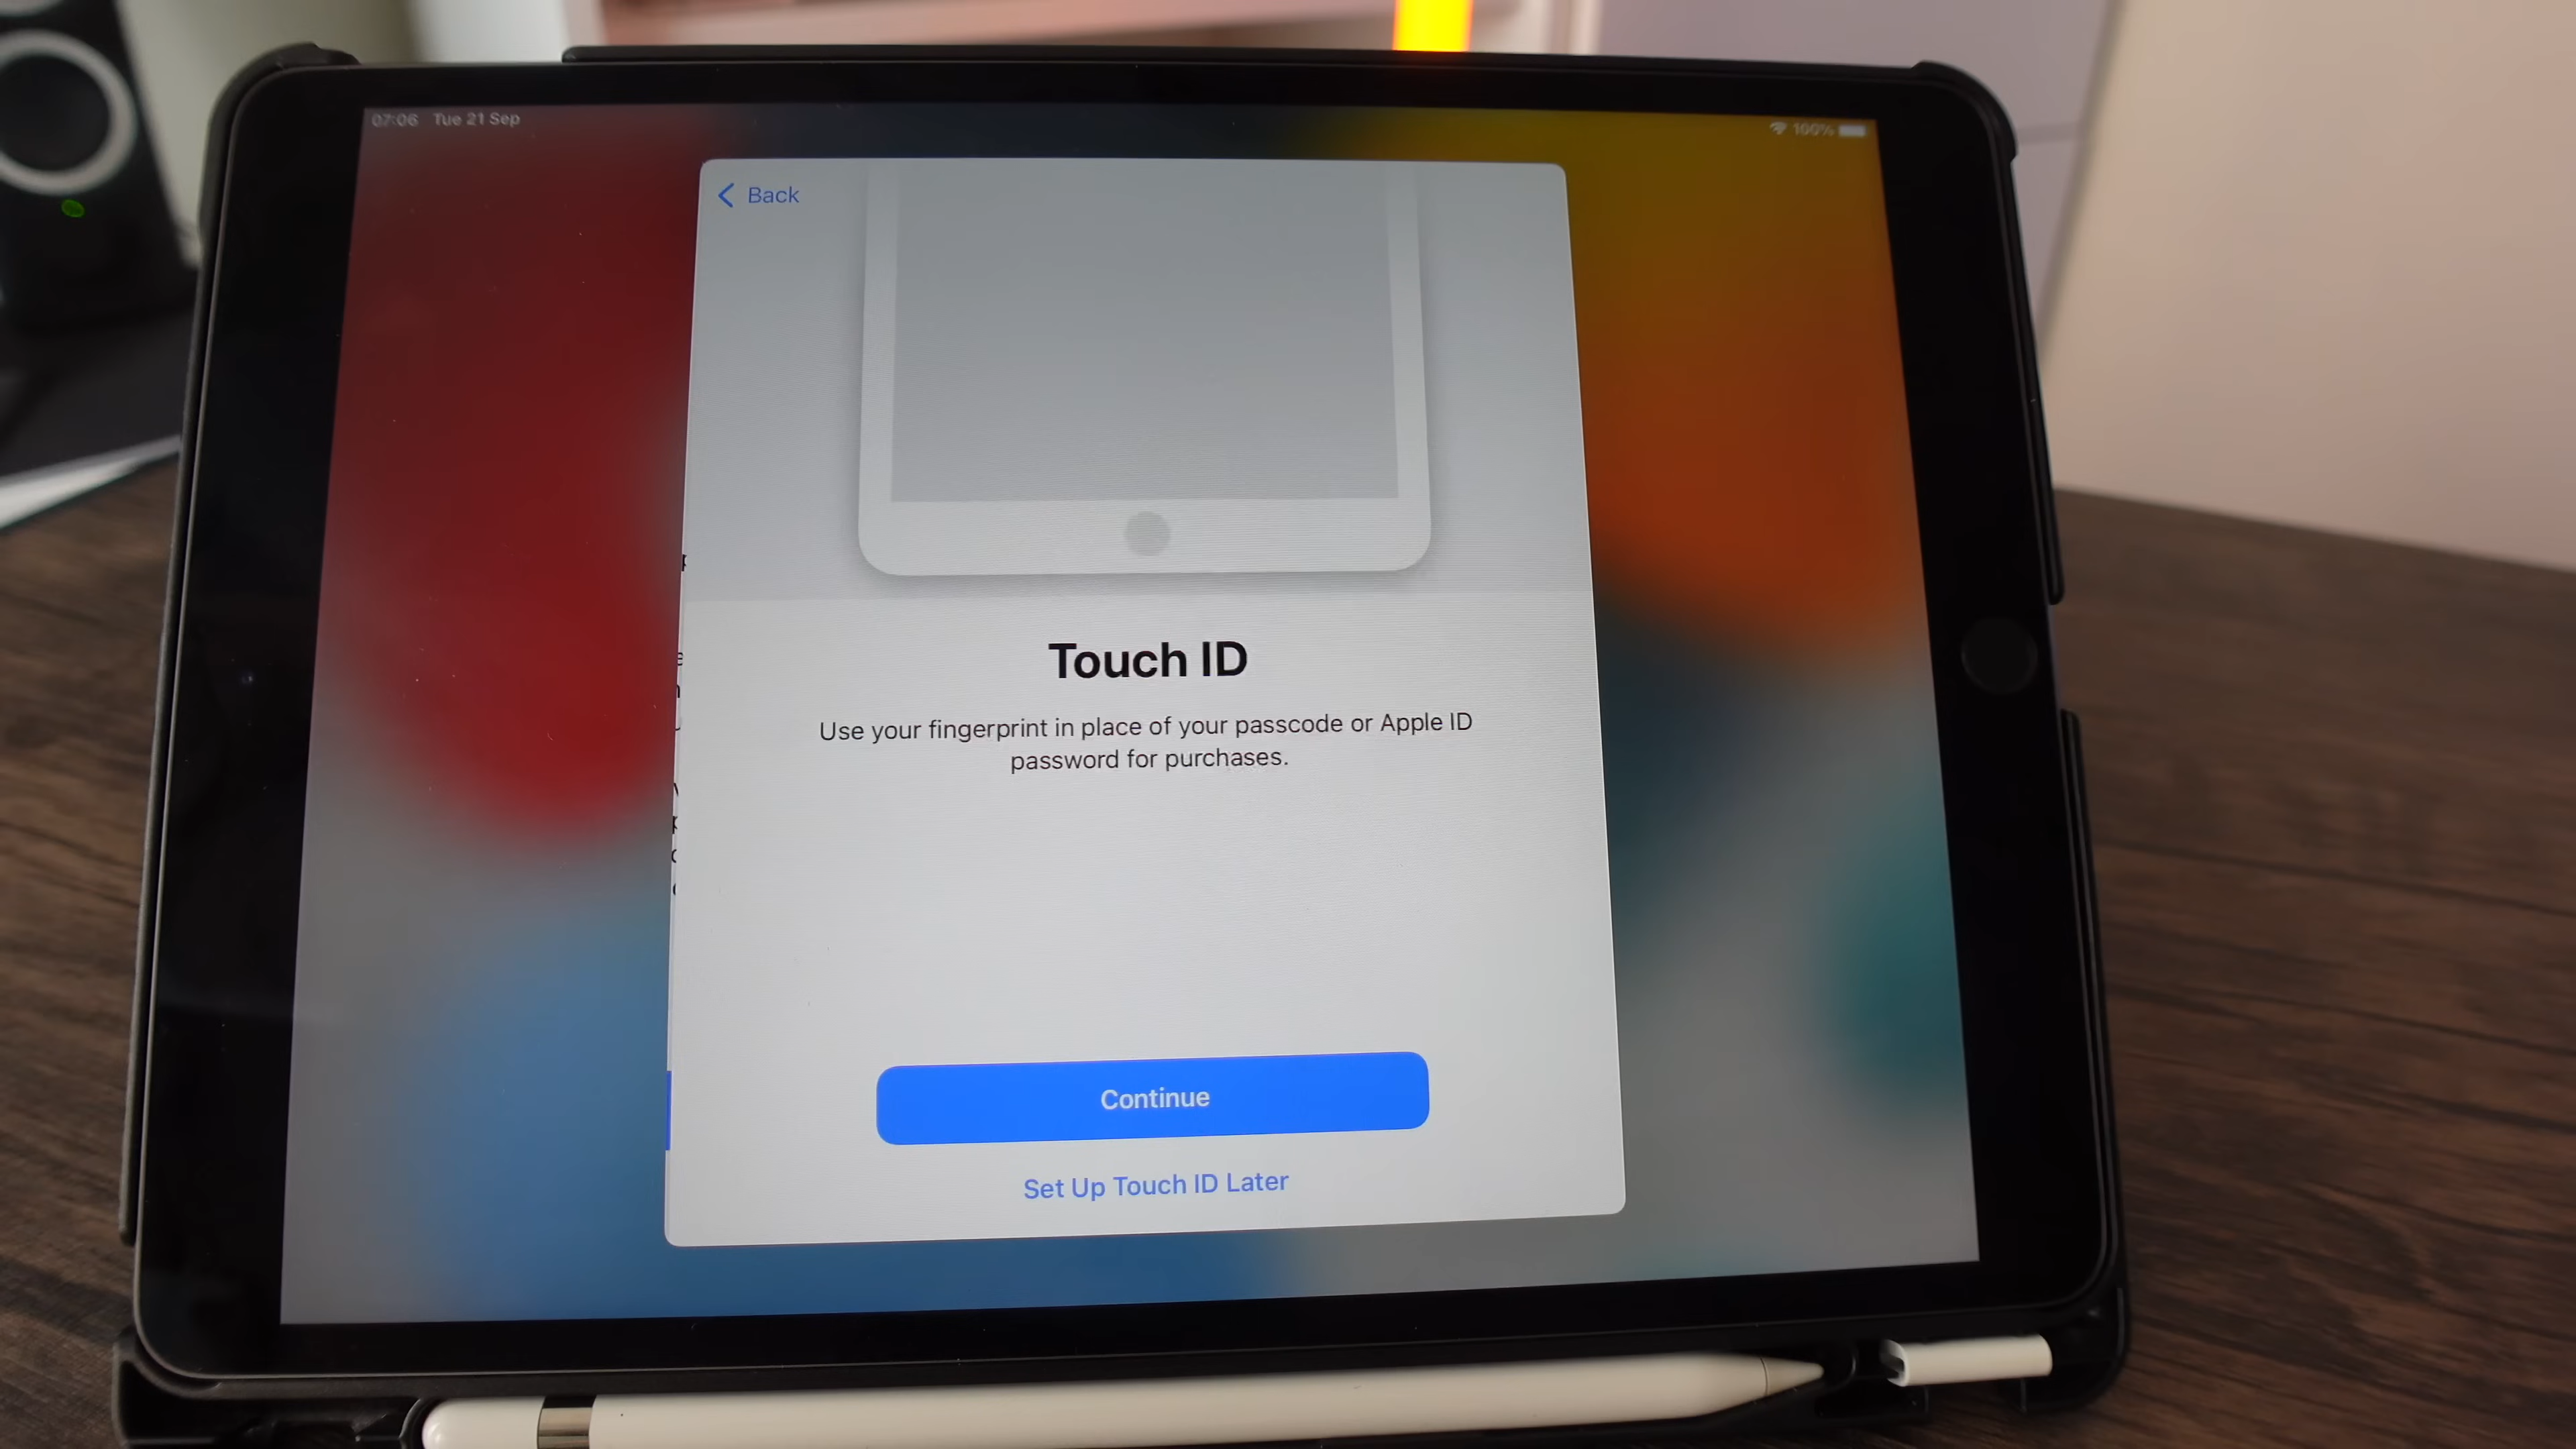 07:06 Tue 21 Sep
100%
Back
Touch ID
Use your fingerprint in place of your passcode or Apple ID
password for purchases.
Continue
Set Up Touch ID Later